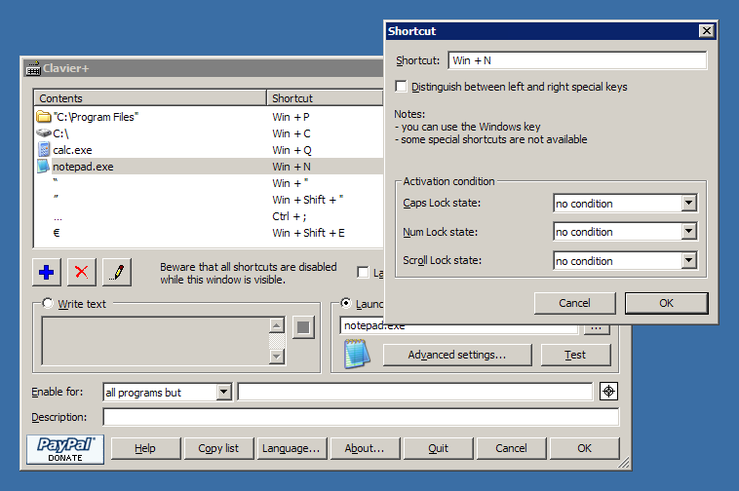 Clavier+
Contents Shortcut
"C:\Program Files" Win + P
C:\ Win + C
calc.exe Win + Q
notepad.exe Win + N
“ Win + "
” Win + Shift + "
... Ctrl + ;
€ Win + Shift + E
Beware that all shortcuts are disabled
while this window is visible.
Write text
notepad.exe
...
Advanced settings...
Test
Enable for: all programs but
Description:
PayPal
DONATE
Help
Copy list
Language...
About...
Quit
Cancel
OK
Shortcut
Shortcut: Win + N
Distinguish between left and right special keys
Notes:
- you can use the Windows key
- some special shortcuts are not available
Activation condition
Caps Lock state: no condition
Num Lock state: no condition
Scroll Lock state: no condition
Cancel
OK